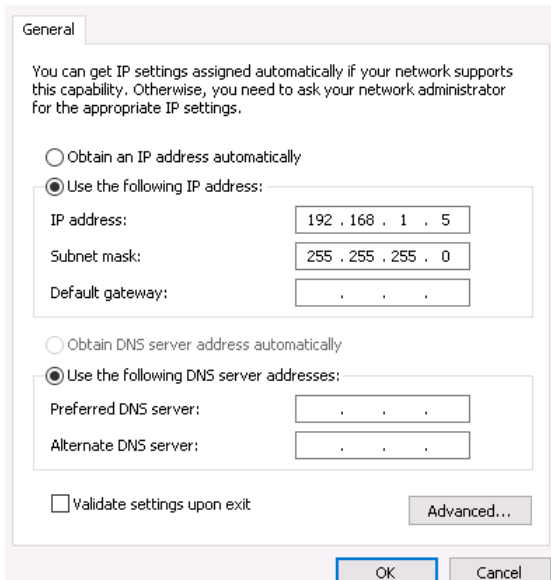 General
You can get IP settings assigned automatically if your network supports
this capability. Otherwise, you need to ask your network administrator
for the appropriate IP settings.
Obtain an IP address automatically
Use the following IP address:
IP address: 192 . 168 . 1 . 5
Subnet mask: 255 . 255 . 255 . 0
Default gateway: . . .
Obtain DNS server address automatically
Use the following DNS server addresses:
Preferred DNS server: . . .
Alternate DNS server: . . .
Validate settings upon exit
Advanced...
OK Cancel